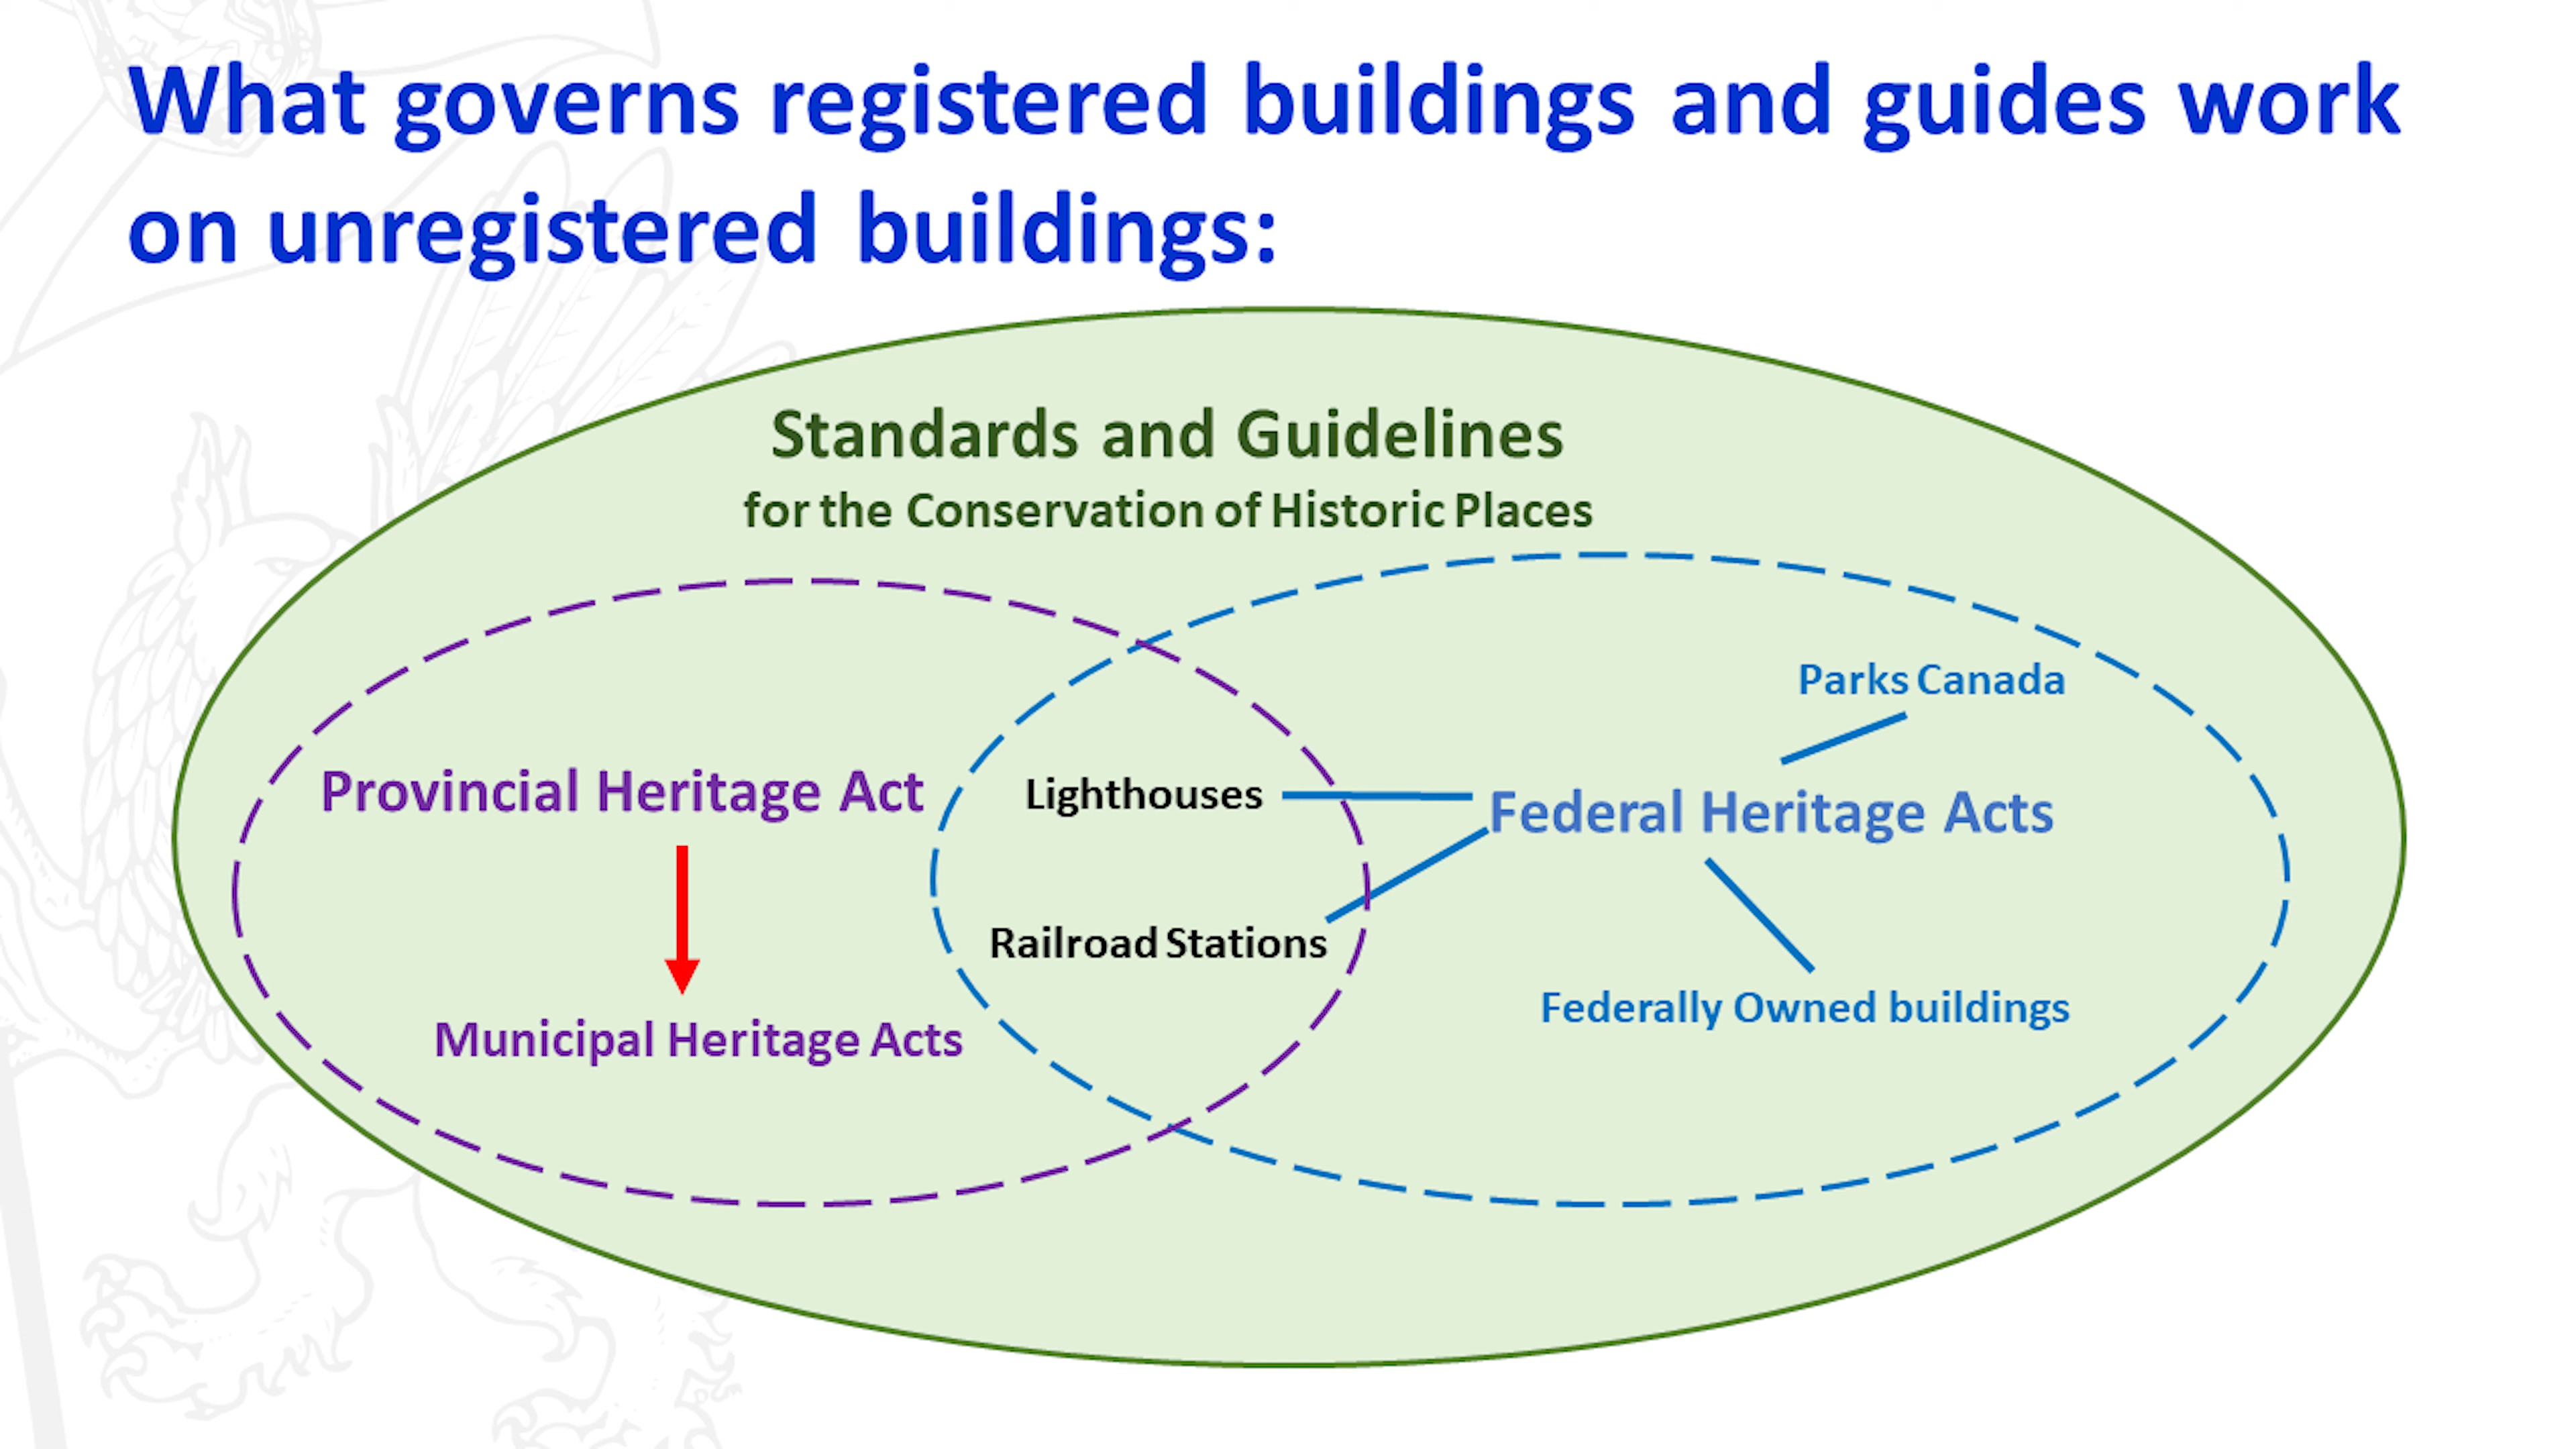 What governs registered buildings and guides work
on unregistered buildings:
Standards and Guidelines
for the Conservation of Historic Places
Parks Canada
Provincial Heritage Act
Lighthouses
Federal Heritage Acts
Railroad Stations
Federally Owned buildings
Municipal Heritage Acts